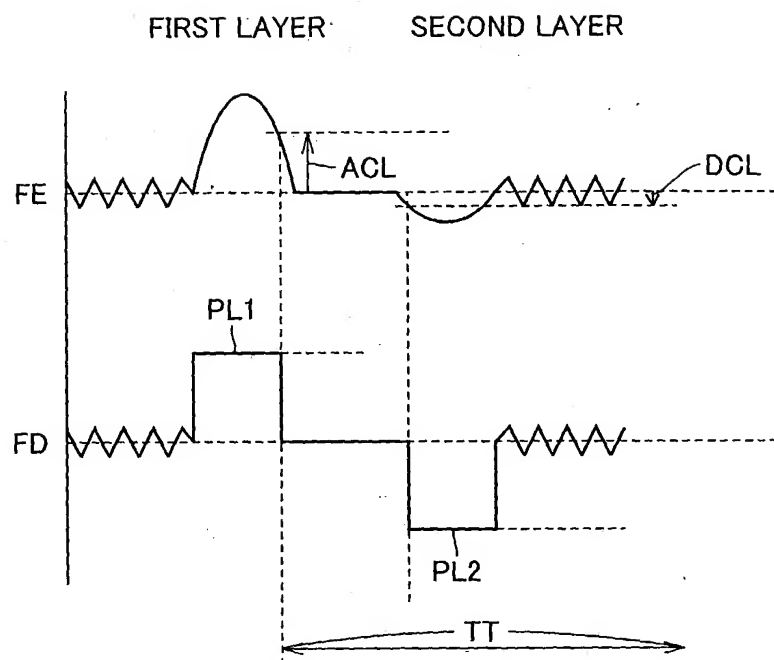 FIRST LAYER SECOND LAYER
FE
ACL
DCL
PL1
FD
PL2
TT